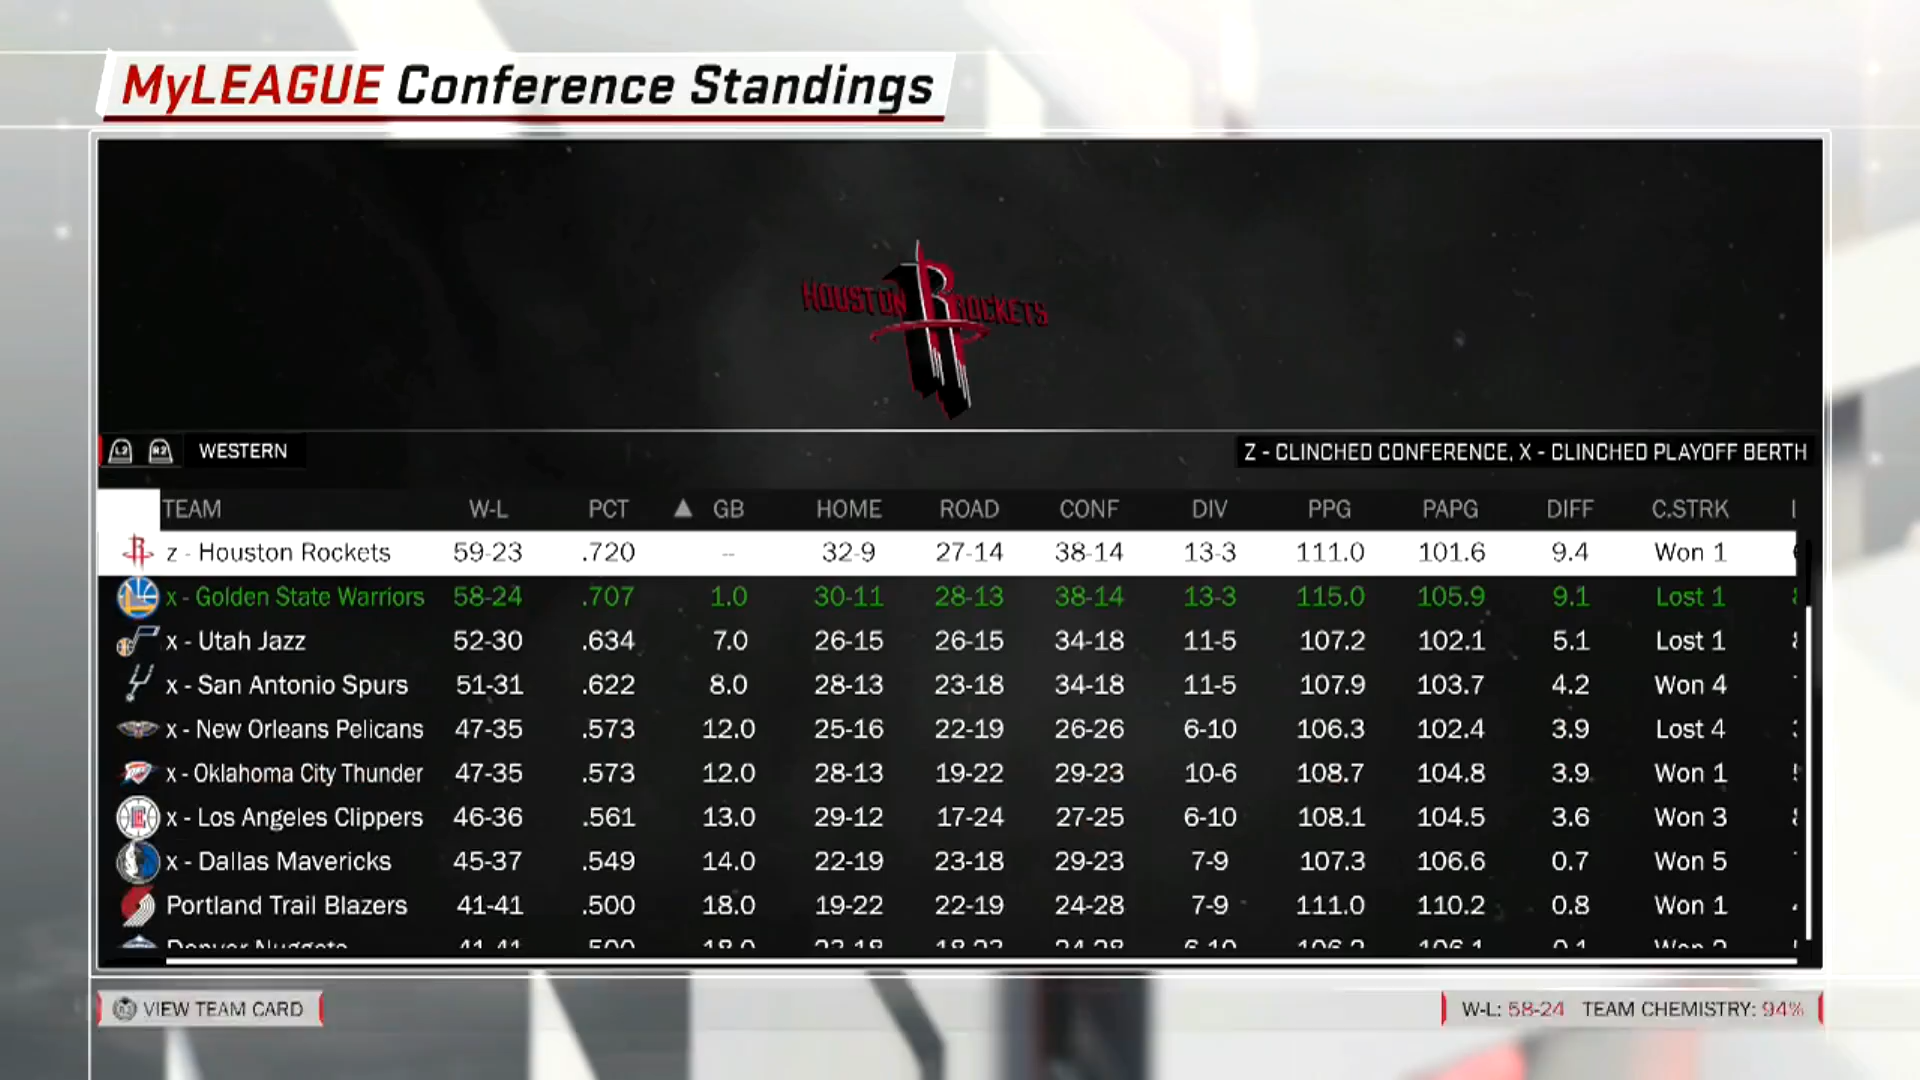 MyLEAGUE Conference Standings
HOUSTON ROCKETS
L2 R2 WESTERN Z - CLINCHED CONFERENCE, X - CLINCHED PLAYOFF BERTH
TEAM W-L PCT ▲ GB HOME ROAD CONF DIV PPG PAPG DIFF C.STRK
z - Houston Rockets 59-23 .720 -- 32-9 27-14 38-14 13-3 111.0 101.6 9.4 Won 1
x - Golden State Warriors 58-24 .707 1.0 30-11 28-13 38-14 13-3 115.0 105.9 9.1 Lost 1
x - Utah Jazz 52-30 .634 7.0 26-15 26-15 34-18 11-5 107.2 102.1 5.1 Lost 1
x - San Antonio Spurs 51-31 .622 8.0 28-13 23-18 34-18 11-5 107.9 103.7 4.2 Won 4
x - New Orleans Pelicans 47-35 .573 12.0 25-16 22-19 26-26 6-10 106.3 102.4 3.9 Lost 4
x - Oklahoma City Thunder 47-35 .573 12.0 28-13 19-22 29-23 10-6 108.7 104.8 3.9 Won 1
x - Los Angeles Clippers 46-36 .561 13.0 29-12 17-24 27-25 6-10 108.1 104.5 3.6 Won 3
x - Dallas Mavericks 45-37 .549 14.0 22-19 23-18 29-23 7-9 107.3 106.6 0.7 Won 5
Portland Trail Blazers 41-41 .500 18.0 19-22 22-19 24-28 7-9 111.0 110.2 0.8 Won 1
Denver Nuggets 41-41 .500 18.0
VIEW TEAM CARD W-L: 58-24 TEAM CHEMISTRY: 94%